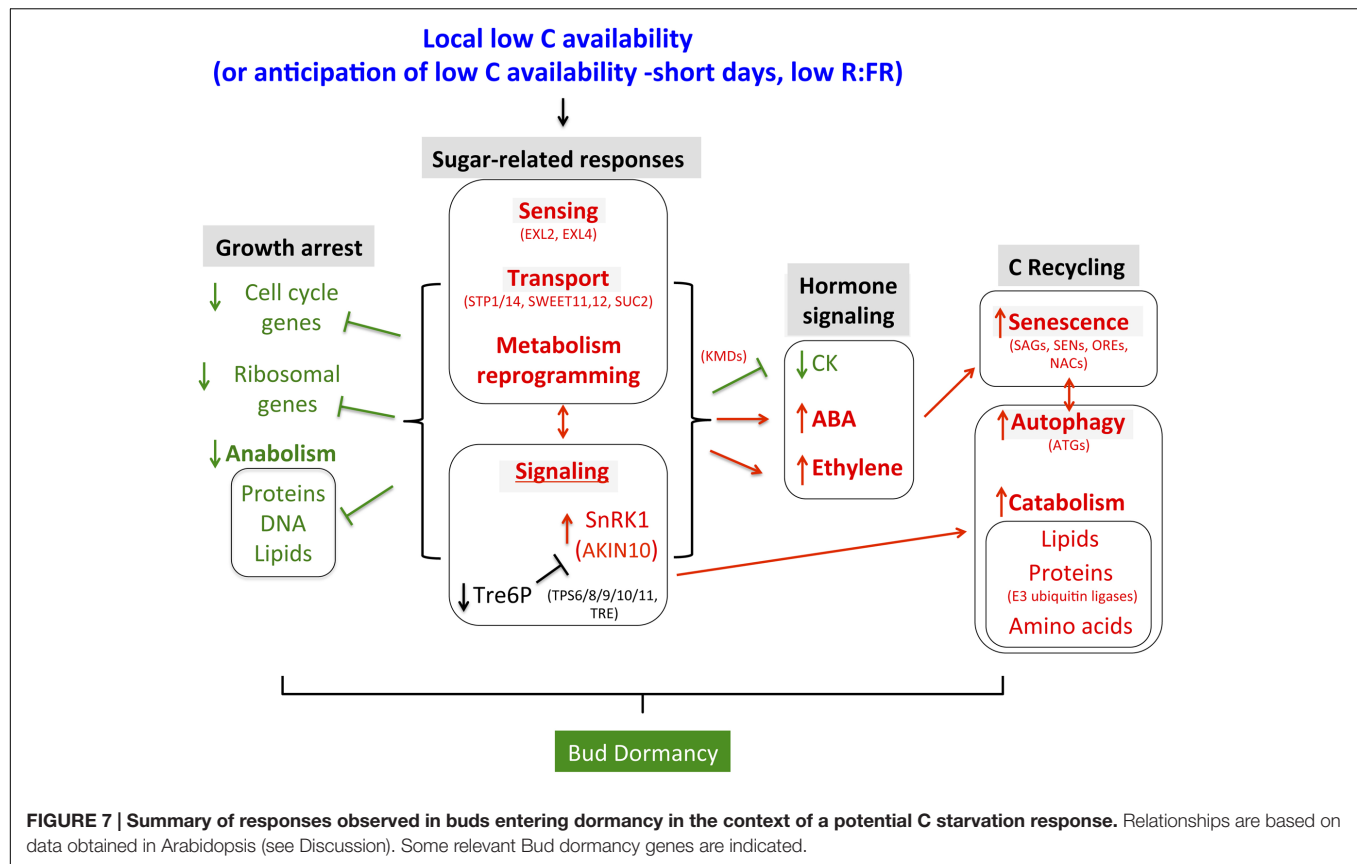 Local low C availability
(or anticipation of low C availability -short days, low R:FR)
Sugar-related responses
Sensing
(EXL2, EXL4)
Transport
(STP1/14, SWEET11,12, SUC2)
Metabolism
reprogramming
Signaling
SnRK1
(AKIN10)
Tre6P
(TPS6/8/9/10/11,
TRE)
Growth arrest
Cell cycle
genes
Ribosomal
genes
Anabolism
Proteins
DNA
Lipids
Hormone
signaling
(KMDs)
CK
ABA
Ethylene
C Recycling
Senescence
(SAGs, SENs, OREs,
NACs)
Autophagy
(ATGs)
Catabolism
Lipids
Proteins
(E3 ubiquitin ligases)
Amino acids
Bud Dormancy
FIGURE 7 | Summary of responses observed in buds entering dormancy in the context of a potential C starvation response. Relationships are based on
data obtained in Arabidopsis (see Discussion). Some relevant Bud dormancy genes are indicated.